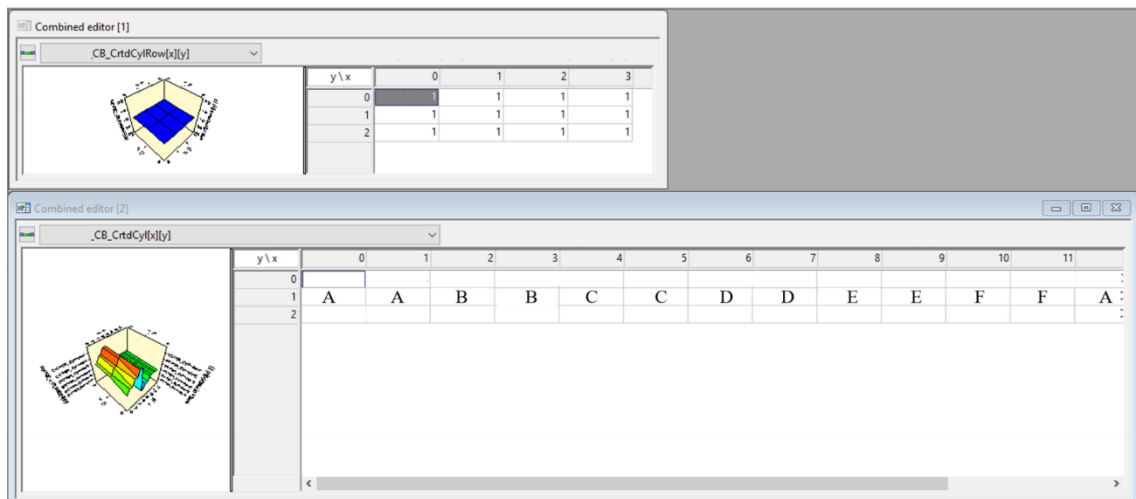 Combined editor [1]
_CB_CrtdCylRow[x][y]
y \ x 0 1 2 3
0 1 1 1 1
1 1 1 1 1
2 1 1 1 1
Combined editor [2]
_CB_CrtdCyl[x][y]
y \ x 0 1 2 3 4 5 6 7 8 9 10 11
0
1 A A B B C C D D E E F F A
2